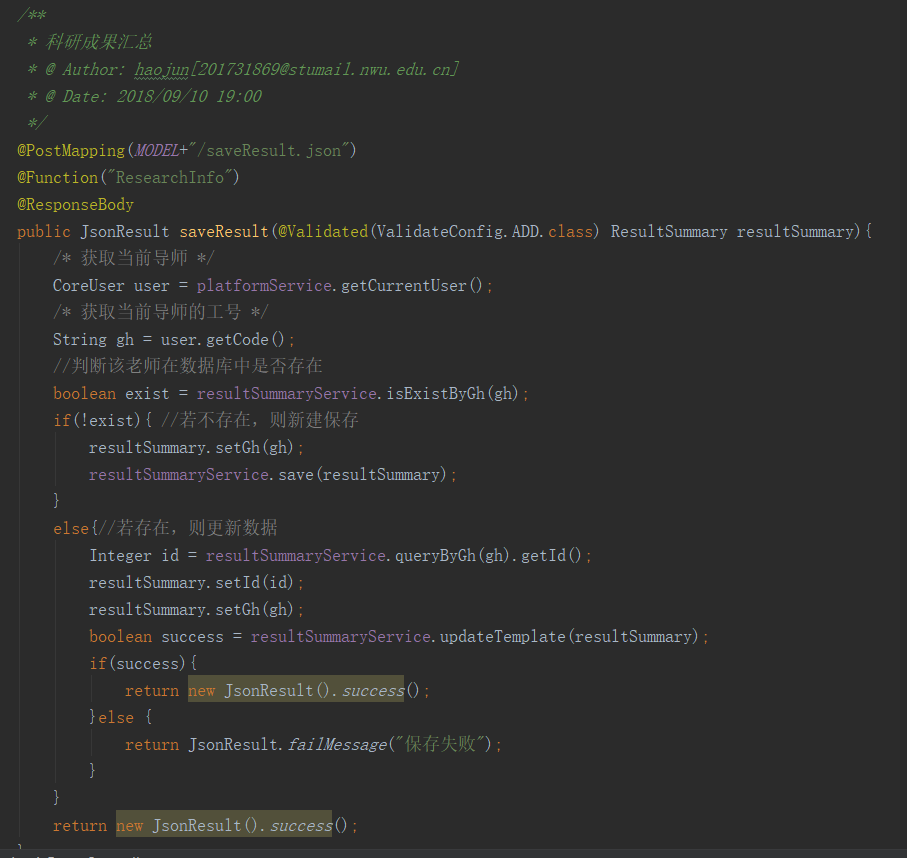 /**
* 科研成果汇总
* @ Author: haojun[201731869@stumail.nwu.edu.cn]
* @ Date: 2018/09/10 19:00
*/
@PostMapping(MODEL+"/saveResult.json")
@Function("ResearchInfo")
@ResponseBody
public JsonResult saveResult(@Validated(ValidateConfig.ADD.class) ResultSummary resultSummary){
/* 获取当前导师 */
CoreUser user = platformService.getCurrentUser();
/* 获取当前导师的工号 */
String gh = user.getCode();
//判断该老师在数据库中是否存在
boolean exist = resultSummaryService.isExistByGh(gh);
if(!exist){ //若不存在，则新建保存
resultSummary.setGh(gh);
resultSummaryService.save(resultSummary);
}
else{//若存在，则更新数据
Integer id = resultSummaryService.queryByGh(gh).getId();
resultSummary.setId(id);
resultSummary.setGh(gh);
boolean success = resultSummaryService.updateTemplate(resultSummary);
if(success){
return new JsonResult().success();
}else {
return JsonResult.failMessage("保存失败");
}
}
return new JsonResult().success();